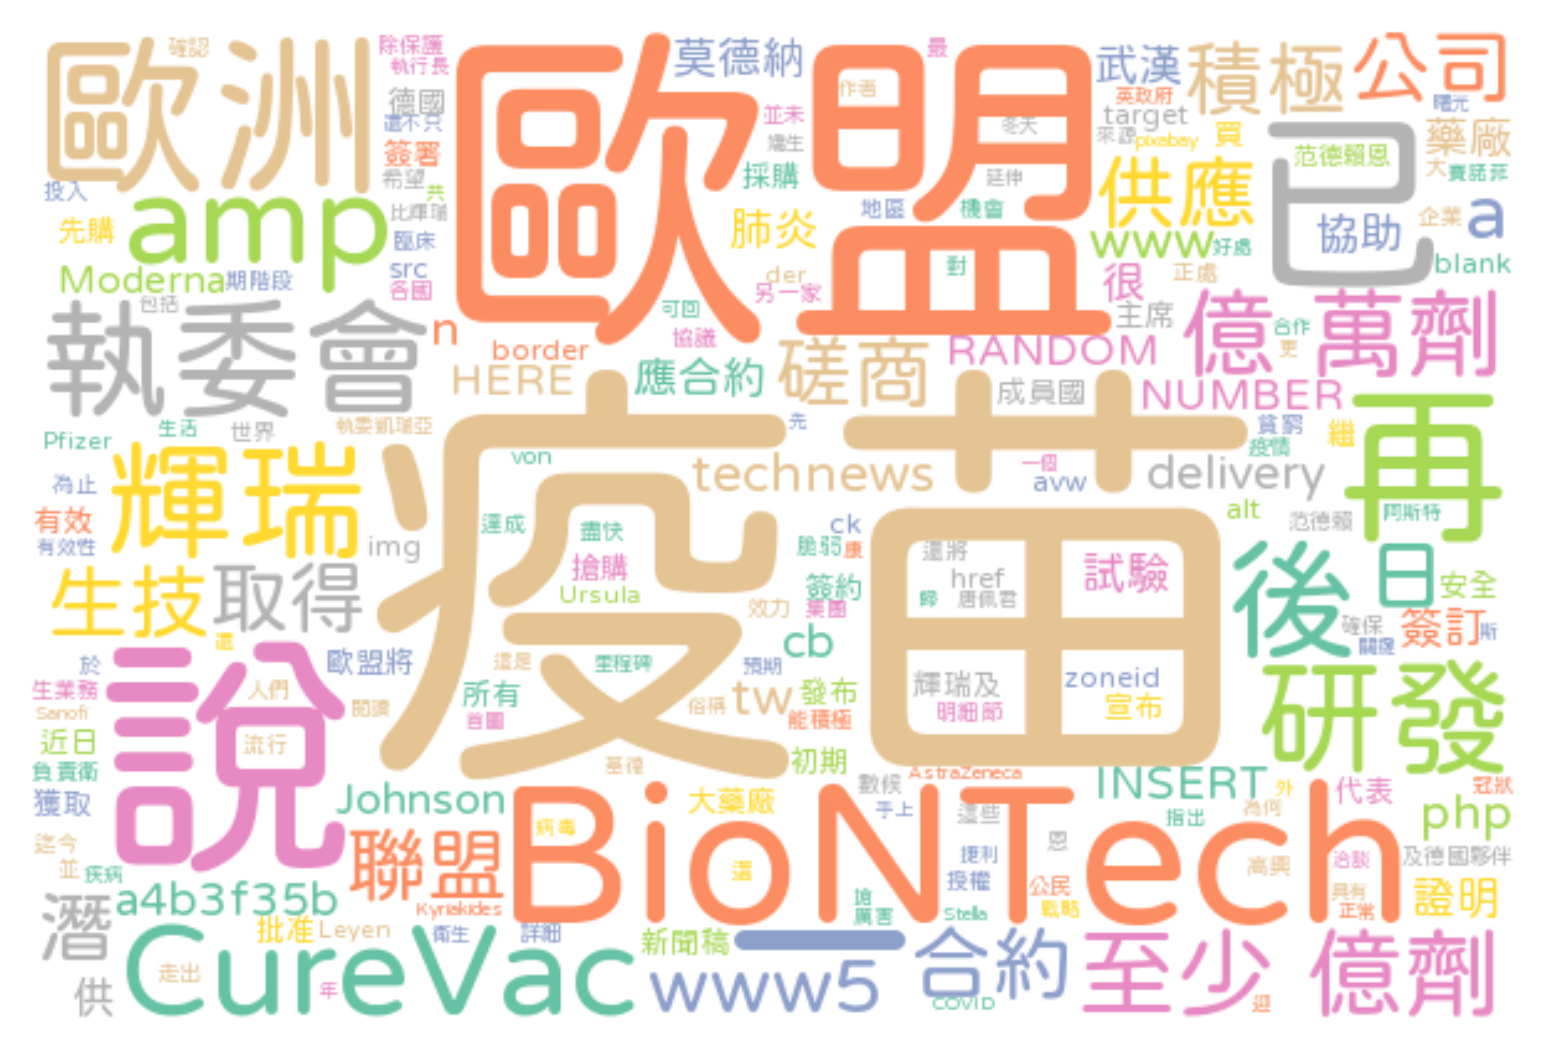 歐洲
確認
除保護
執行長
歐盟
莫德納
最
武漢
積極
公司
德國
還不只
作者
並未
英政府
target
曙光
簽署
嬌生
冬天
來源
pixabay
買
已
藥廠
希望
採購
延伸
范德賴恩
大
賽諾菲
投入
共
供應
amp
比輝瑞
地區
機會
企業
a
先購
臨床
肺炎
www
好處
協助
Moderna
期階段
src
der
對
很
正處
blank
包括
各國
另一家
可回
主席
億
萬劑
執委會
n
協議
合作
更
border
磋商
RANDOM
HERE
應合約
成員國
NUMBER
再
Pfizer
生活
世界
執委凱瑞亞
先
貧窮
繼
疫情
輝瑞
von
technews
一個
delivery
為止
avw
疫苗
有效
達成
盡快
ck
alt
范德賴
阿斯特
有效性
img
脆弱
康
還將
後
日
生技
取得
搶購
簽約
href
試驗
安全
Ursula
集團
歸
唐佩君
效力
確保
簽訂
斯
還
cb
關鍵
於
歐盟將
這是
里程碑
預期
研發
說
生業務
人們
所有
tw
發布
輝瑞及
zoneid
Sanofi
閱讀
首圖
俗稱
能積極
明細節
宣布
近日
流行
負責衛
基徑
初期
AstraZeneca
INSERT
數候
外
代表
冠狀
獲取
Johnson
BioNTech
大藥廠
手上
這些
指出
為何
php
迄今
病毒
恩
並
疾病
聯盟
還
捷利
高興
洽談
及德國夥伴
a4b3f35b
授權
公民
具有
證明
潛
Kyriakides
搶
厲害
Stella
戰略
正常
批准
Leyen
衛生
詳細
新聞稿
一
合約
至少
億劑
CureVac
走出
年
www5
供
COVID
迎